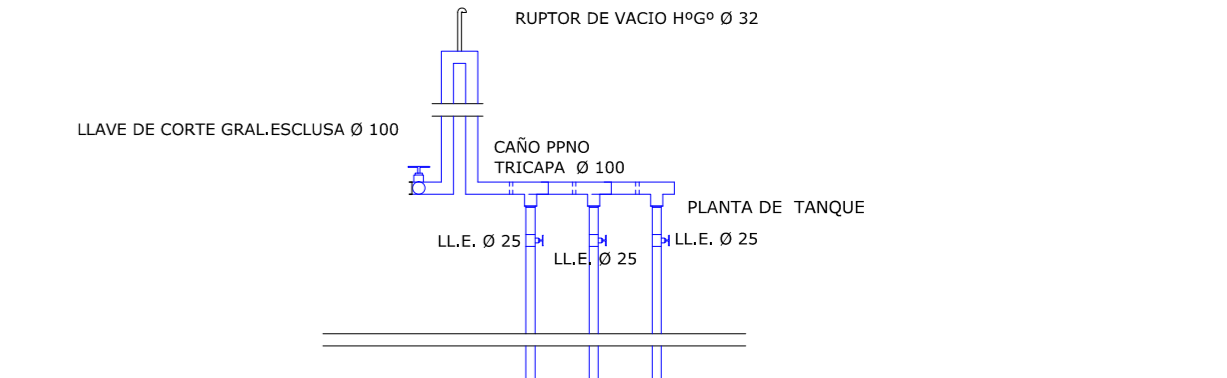 RUPTOR DE VACIO HºGº Ø 32
LLAVE DE CORTE GRAL.ESCLUSA Ø 100
CAÑO PPNO
TRICAPA Ø 100
PLANTA DE TANQUE
LL.E. Ø 25
LL.E. Ø 25
LL.E. Ø 25